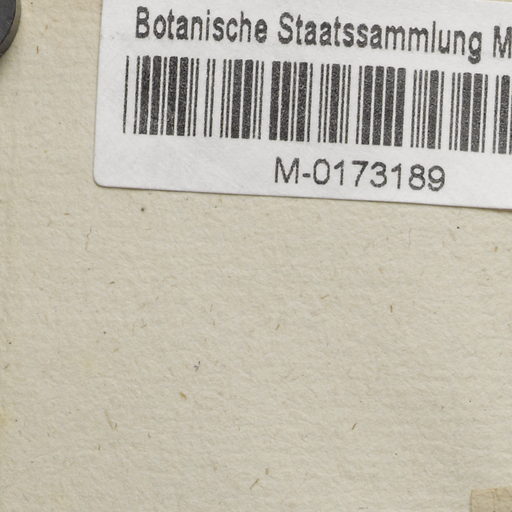 Botanische Staatssammlung M
M-0173189